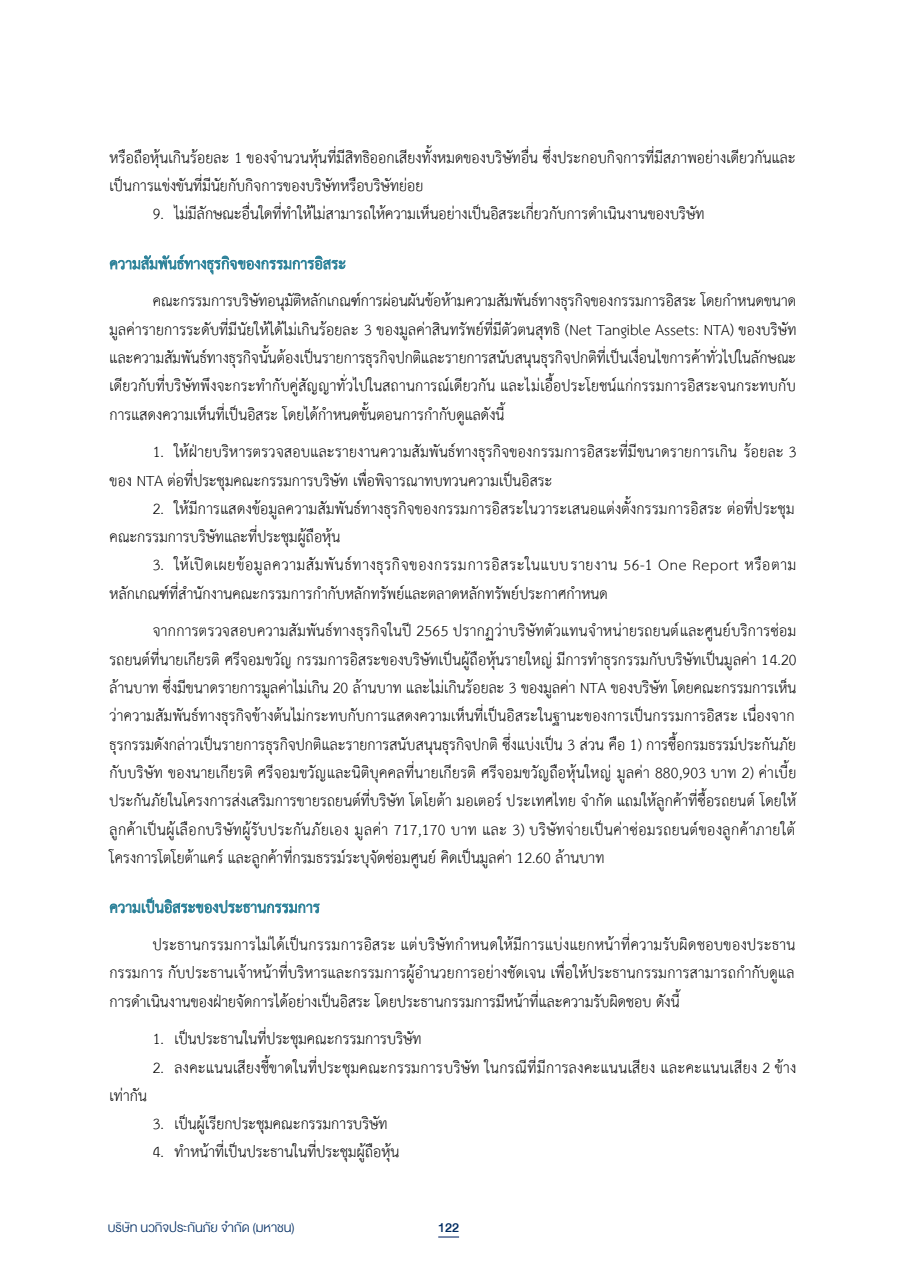 หรือถือหุ้นเกินร้อยละ 1 ของจำนวนหุ้นที่มีสิทธิออกเสียงทั้งหมดของบริษัทอื่น ซึ่งประกอบกิจการที่มีสภาพอย่างเดียวกันและ
เป็นการแข่งขันที่มีนัยกับกิจการของบริษัทหรือบริษัทย่อย
9. ไม่มีลักษณะอื่นใดที่ทำให้ไม่สามารถให้ความเห็นอย่างเป็นอิสระเกี่ยวกับการดำเนินงานของบริษัท
ความสัมพันธ์ทางธุรกิจของกรรมการอิสระ
คณะกรรมการบริษัทอนุมัติหลักเกณฑ์การผ่อนผันข้อห้ามความสัมพันธ์ทางธุรกิจของกรรมการอิสระ โดยกำหนดขนาด
มูลค่ารายการระดับที่มีนัยให้ได้ไม่เกินร้อยละ 3 ของมูลค่าสินทรัพย์ที่มีตัวตนสุทธิ (Net Tangible Assets: NTA) ของบริษัท
และความสัมพันธ์ทางธุรกิจนั้นต้องเป็นรายการธุรกิจปกติและรายการสนับสนุนธุรกิจปกติที่เป็นเงื่อนไขการค้าทั่วไปในลักษณะ
เดียวกับที่บริษัทพึงจะกระทำกับคู่สัญญาทั่วไปในสถานการณ์เดียวกัน และไม่เอื้อประโยชน์แก่กรรมการอิสระจนกระทบกับ
การแสดงความเห็นที่เป็นอิสระ โดยได้กำหนดขั้นตอนการกำกับดูแลดังนี้
1. ให้ฝ่ายบริหารตรวจสอบและรายงานความสัมพันธ์ทางธุรกิจของกรรมการอิสระที่มีขนาดรายการเกิน ร้อยละ 3
ของ NTA ต่อที่ประชุมคณะกรรมการบริษัท เพื่อพิจารณาทบทวนความเป็นอิสระ
2. ให้มีการแสดงข้อมูลความสัมพันธ์ทางธุรกิจของกรรมการอิสระในวาระเสนอแต่งตั้งกรรมการอิสระ ต่อที่ประชุม
คณะกรรมการบริษัทและที่ประชุมผู้ถือหุ้น
3. ให้เปิดเผยข้อมูลความสัมพันธ์ทางธุรกิจของกรรมการอิสระในแบบรายงาน 56-1 One Report หรือตาม
หลักเกณฑ์ที่สำนักงานคณะกรรมการกำกับหลักทรัพย์และตลาดหลักทรัพย์ประกาศกำหนด
จากการตรวจสอบความสัมพันธ์ทางธุรกิจในปี 2565 ปรากฏว่าบริษัทตัวแทนจำหน่ายรถยนต์และศูนย์บริการซ่อม
รถยนต์ที่นายเกียรติ ศรีจอมขวัญ กรรมการอิสระของบริษัทเป็นผู้ถือหุ้นรายใหญ่ มีการทำธุรกรรมกับบริษัทเป็นมูลค่า 14.20
ล้านบาท ซึ่งมีขนาดรายการมูลค่าไม่เกิน 20 ล้านบาท และไม่เกินร้อยละ 3 ของมูลค่า NTA ของบริษัท โดยคณะกรรมการเห็น
ว่าความสัมพันธ์ทางธุรกิจข้างต้นไม่กระทบกับการแสดงความเห็นที่เป็นอิสระในฐานะของการเป็นกรรมการอิสระ เนื่องจาก
ธุรกรรมดังกล่าวเป็นรายการธุรกิจปกติและรายการสนับสนุนธุรกิจปกติ ซึ่งแบ่งเป็น 3 ส่วน คือ 1) การซื้อกรมธรรม์ประกันภัย
กับบริษัท ของนายเกียรติ ศรีจอมขวัญและนิติบุคคลที่นายเกียรติ ศรีจอมขวัญถือหุ้นใหญ่ มูลค่า 880,903 บาท 2) ค่าเบี้ย
ประกันภัยในโครงการส่งเสริมการขายรถยนต์ที่บริษัท โตโยต้า มอเตอร์ ประเทศไทย จำกัด แถมให้ลูกค้าที่ซื้อรถยนต์ โดยให้
ลูกค้าเป็นผู้เลือกบริษัทผู้รับประกันภัยเอง มูลค่า 717,170 บาท และ 3) บริษัทจ่ายเป็นค่าซ่อมรถยนต์ของลูกค้าภายใต้
โครงการโตโยต้าแคร์ และลูกค้าที่กรมธรรม์ระบุจัดซ่อมศูนย์ คิดเป็นมูลค่า 12.60 ล้านบาท
ความเป็นอิสระของประธานกรรมการ
ประธานกรรมการไม่ได้เป็นกรรมการอิสระ แต่บริษัทกำหนดให้มีการแบ่งแยกหน้าที่ความรับผิดชอบของประธาน
กรรมการ กับประธานเจ้าหน้าที่บริหารและกรรมการผู้อำนวยการอย่างชัดเจน เพื่อให้ประธานกรรมการสามารถกำกับดูแล
การดำเนินงานของฝ่ายจัดการได้อย่างเป็นอิสระ โดยประธานกรรมการมีหน้าที่และความรับผิดชอบ ดังนี้
1. เป็นประธานในที่ประชุมคณะกรรมการบริษัท
2. ลงคะแนนเสียงชี้ขาดในที่ประชุมคณะกรรมการบริษัท ในกรณีที่มีการลงคะแนนเสียง และคะแนนเสียง 2 ข้าง
เท่ากัน
3. เป็นผู้เรียกประชุมคณะกรรมการบริษัท
4. ทำหน้าที่เป็นประธานในที่ประชุมผู้ถือหุ้น
บริษัท นวกิจประกันภัย จำกัด (มหาชน) 122